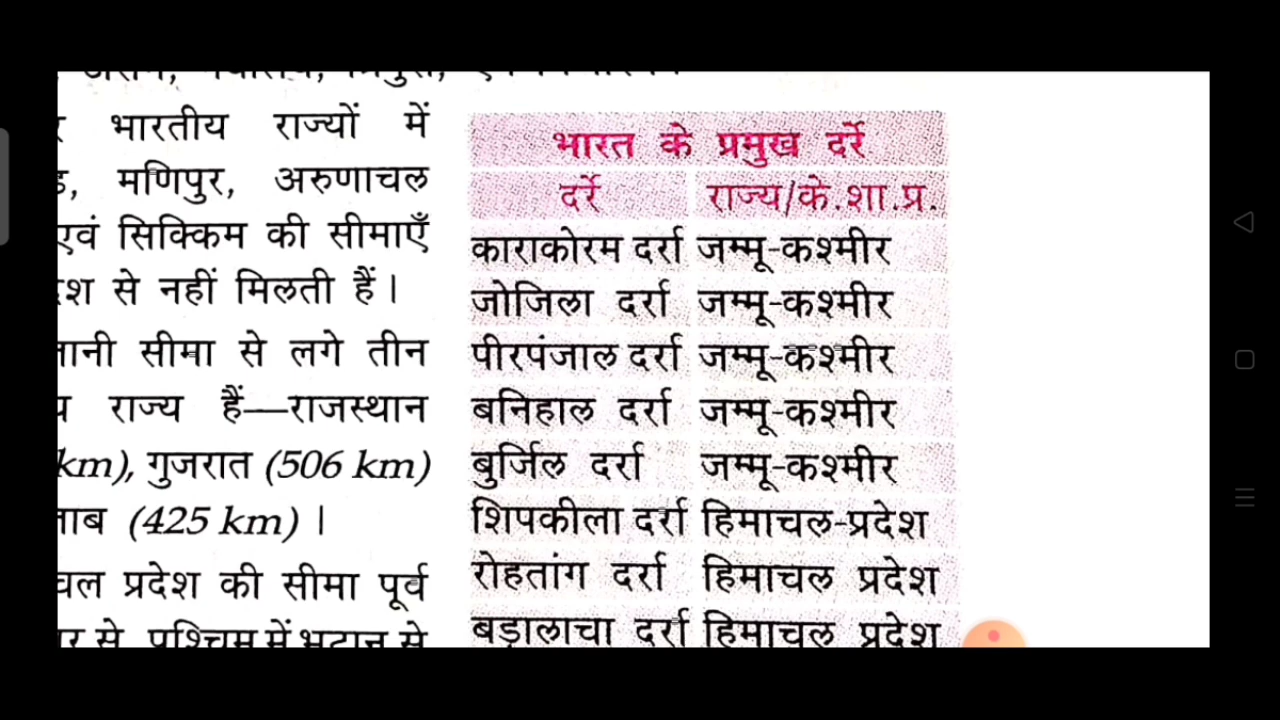 भारतीय राज्यों में
मणिपुर, अरुणाचल
एवं सिक्किम की सीमाएँ
से नहीं मिलती हैं।
सीमा से लगे तीन
राज्य हैं—राजस्थान
km), गुजरात (506 km)
(425 km) ।
प्रदेश की सीमा पूर्व
से पश्चिम में भूटान से
भारत के प्रमुख दर्रे
दर्रे राज्य/के.शा.प्र.
काराकोरम दर्रा जम्मू-कश्मीर
जोजिला दर्रा जम्मू-कश्मीर
पीरपंजाल दर्रा जम्मू-कश्मीर
बनिहाल दर्रा जम्मू-कश्मीर
बुर्जिल दर्रा जम्मू-कश्मीर
शिपकीला दर्रा हिमाचल-प्रदेश
रोहतांग दर्रा हिमाचल प्रदेश
बड़ालाचा दर्रा हिमाचल प्रदेश